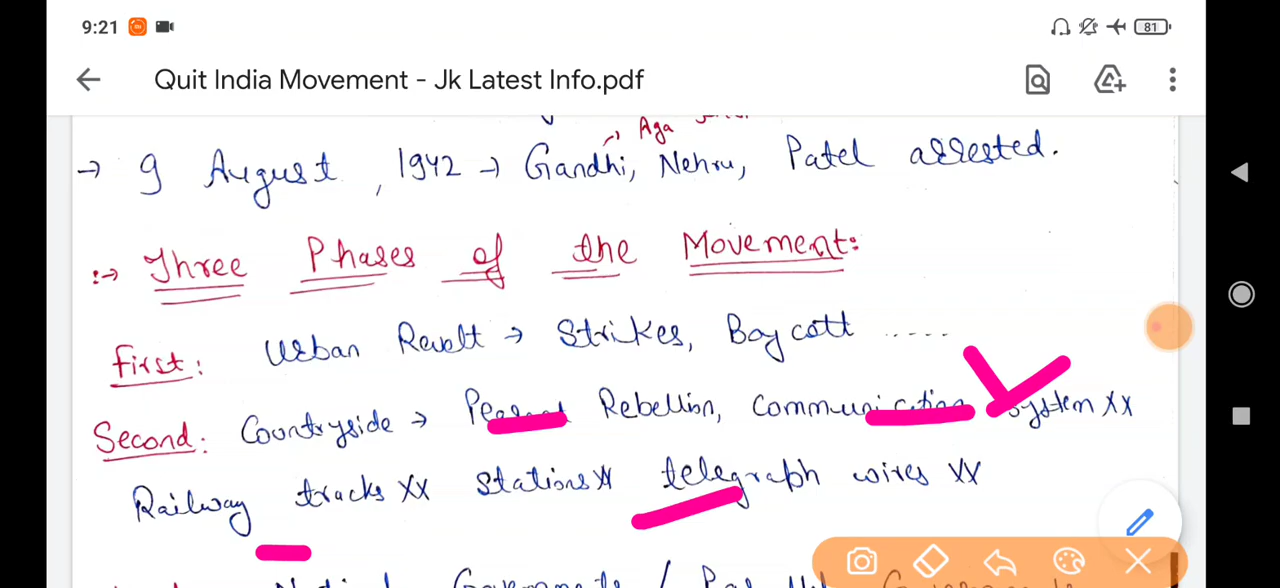 9:21 81
Quit India Movement - Jk Latest Info.pdf
Aga
→ 9 August, 1942 → Gandhi, Nehru, Patel arrested.
:→ Three Phases of the Movement:
First: Urban Revolt → Strikes, Boycott .....
Second: Countryside → Peasant Rebellion, Communication System XX
Railway tracks XX Stations XX telegraph wires XX